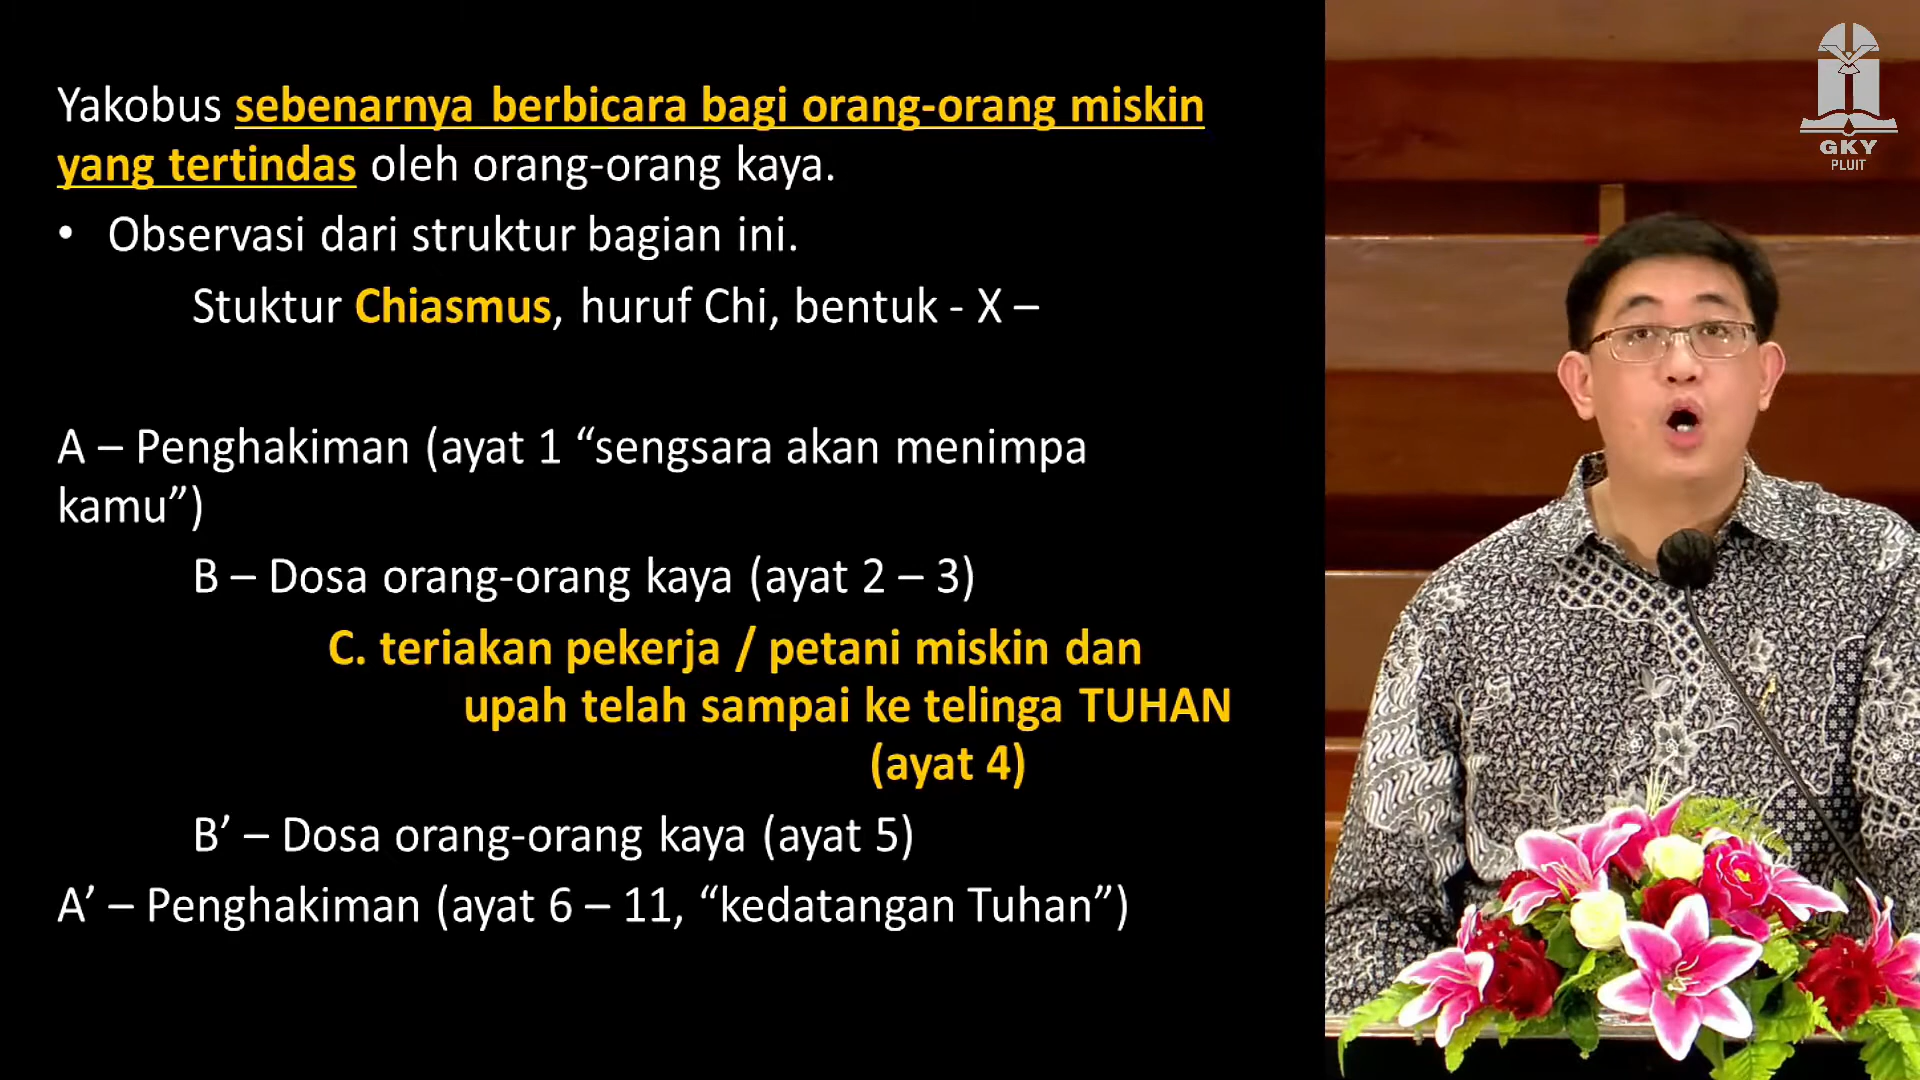 Yakobus sebenarnya berbicara bagi orang-orang miskin
yang tertindas oleh orang-orang kaya.
• Observasi dari struktur bagian ini.
Stuktur Chiasmus, huruf Chi, bentuk - X –
A – Penghakiman (ayat 1 “sengsara akan menimpa
kamu”)
B – Dosa orang-orang kaya (ayat 2 – 3)
C. teriakan pekerja / petani miskin dan
upah telah sampai ke telinga TUHAN
(ayat 4)
B’ – Dosa orang-orang kaya (ayat 5)
A’ – Penghakiman (ayat 6 – 11, “kedatangan Tuhan”)
GKY
PLUIT